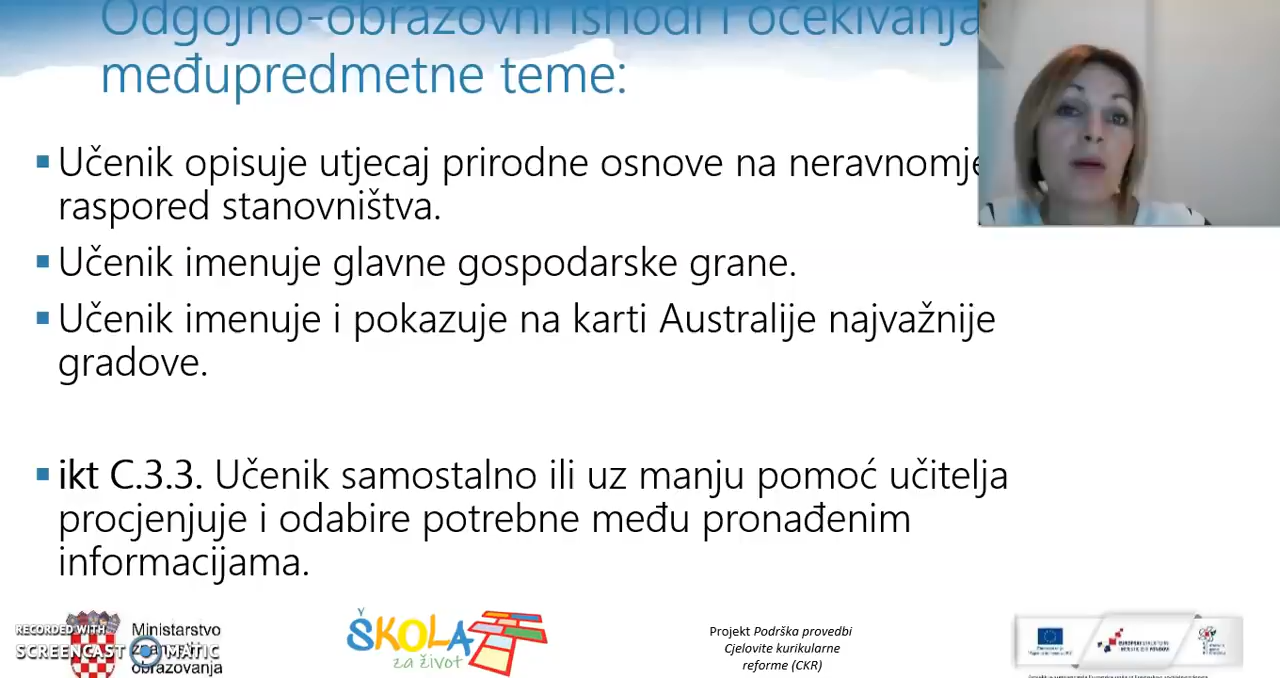 Odgojno-obrazovni ishodi i očekivanja
međupredmetne teme:
Učenik opisuje utjecaj prirodne osnove na
raspored stanovništva.
Učenik imenuje glavne gospodarske grane.
Učenik imenuje i pokazuje na karti Australije najvažnije
gradove.
ikt C.3.3. Učenik samostalno ili uz manju pomoć učitelja
procjenjuje i odabire potrebne među pronađenim
informacijama.
RECORDED WITH
SCREENCAST MATIC
Ministarstvo
obrazovanja
ŠKOLA
za život
Projekt Podrška provedbi
Cjelovite kurikularne
reforme (CKR)